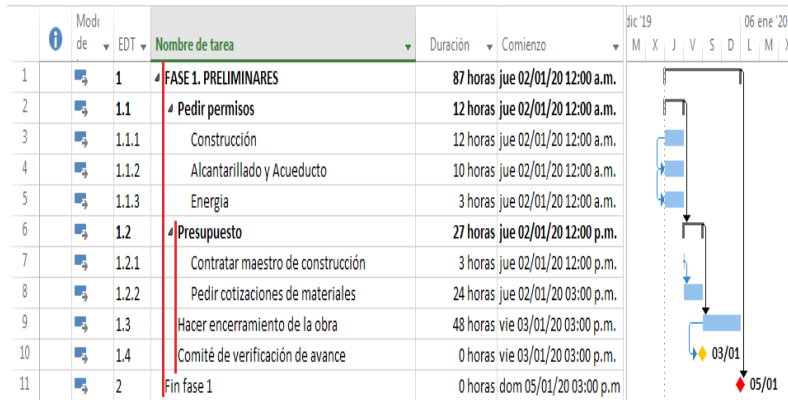 Modo de EDT Nombre de tarea Duración Comienzo dic '19 06 ene '20
M X J V S D L M X
1 1 FASE 1. PRELIMINARES 87 horas jue 02/01/20 12:00 a.m.
2 1.1 Pedir permisos 12 horas jue 02/01/20 12:00 a.m.
3 1.1.1 Construcción 12 horas jue 02/01/20 12:00 a.m.
4 1.1.2 Alcantarillado y Acueducto 10 horas jue 02/01/20 12:00 a.m.
5 1.1.3 Energia 3 horas jue 02/01/20 12:00 a.m.
6 1.2 Presupuesto 27 horas jue 02/01/20 12:00 p.m.
7 1.2.1 Contratar maestro de construcción 3 horas jue 02/01/20 12:00 p.m.
8 1.2.2 Pedir cotizaciones de materiales 24 horas jue 02/01/20 03:00 p.m.
9 1.3 Hacer encerramiento de la obra 48 horas vie 03/01/20 03:00 p.m.
10 1.4 Comité de verificación de avance 0 horas vie 03/01/20 03:00 p.m. 03/01
11 2 Fin fase 1 0 horas dom 05/01/20 03:00 p.m 05/01